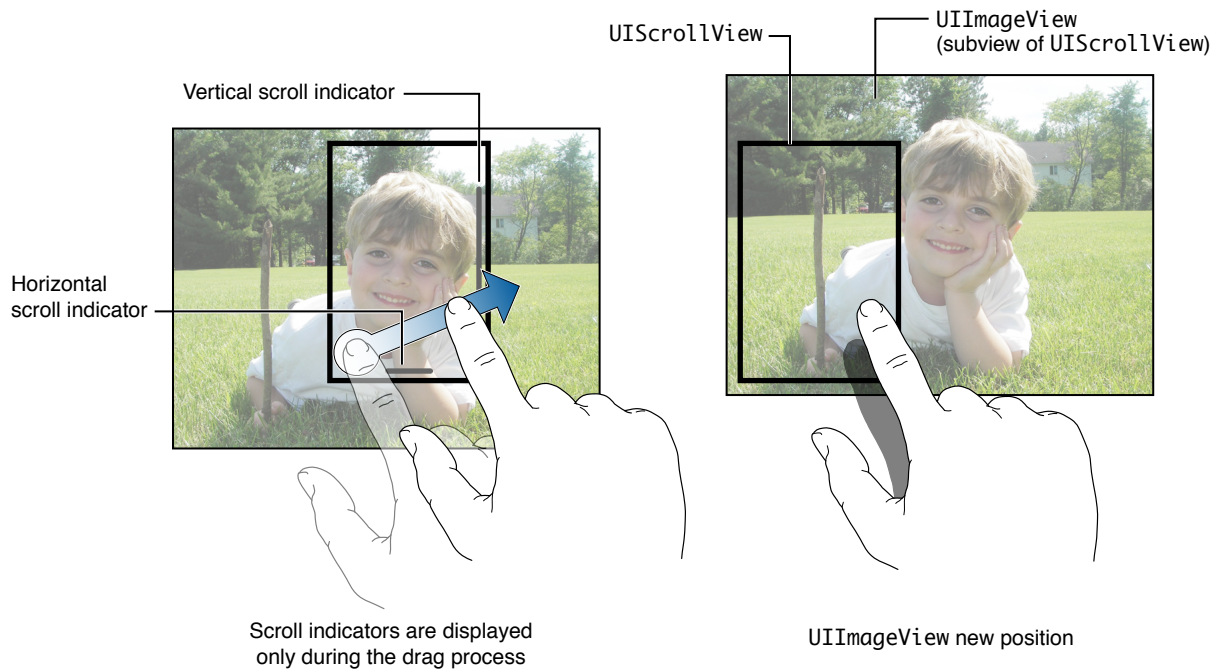 Vertical scroll indicator
Horizontal
scroll indicator
Scroll indicators are displayed
only during the drag process
UIScrollView
UIImageView
(subview of UIScrollView)
UIImageView new position